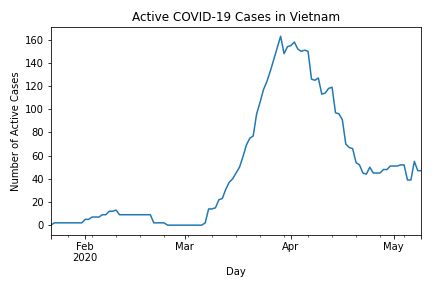 Active COVID-19 Cases in Vietnam
160
140
120
100
80
60
40
20
0
Number of Active Cases
Feb
2020
Mar
Apr
May
Day